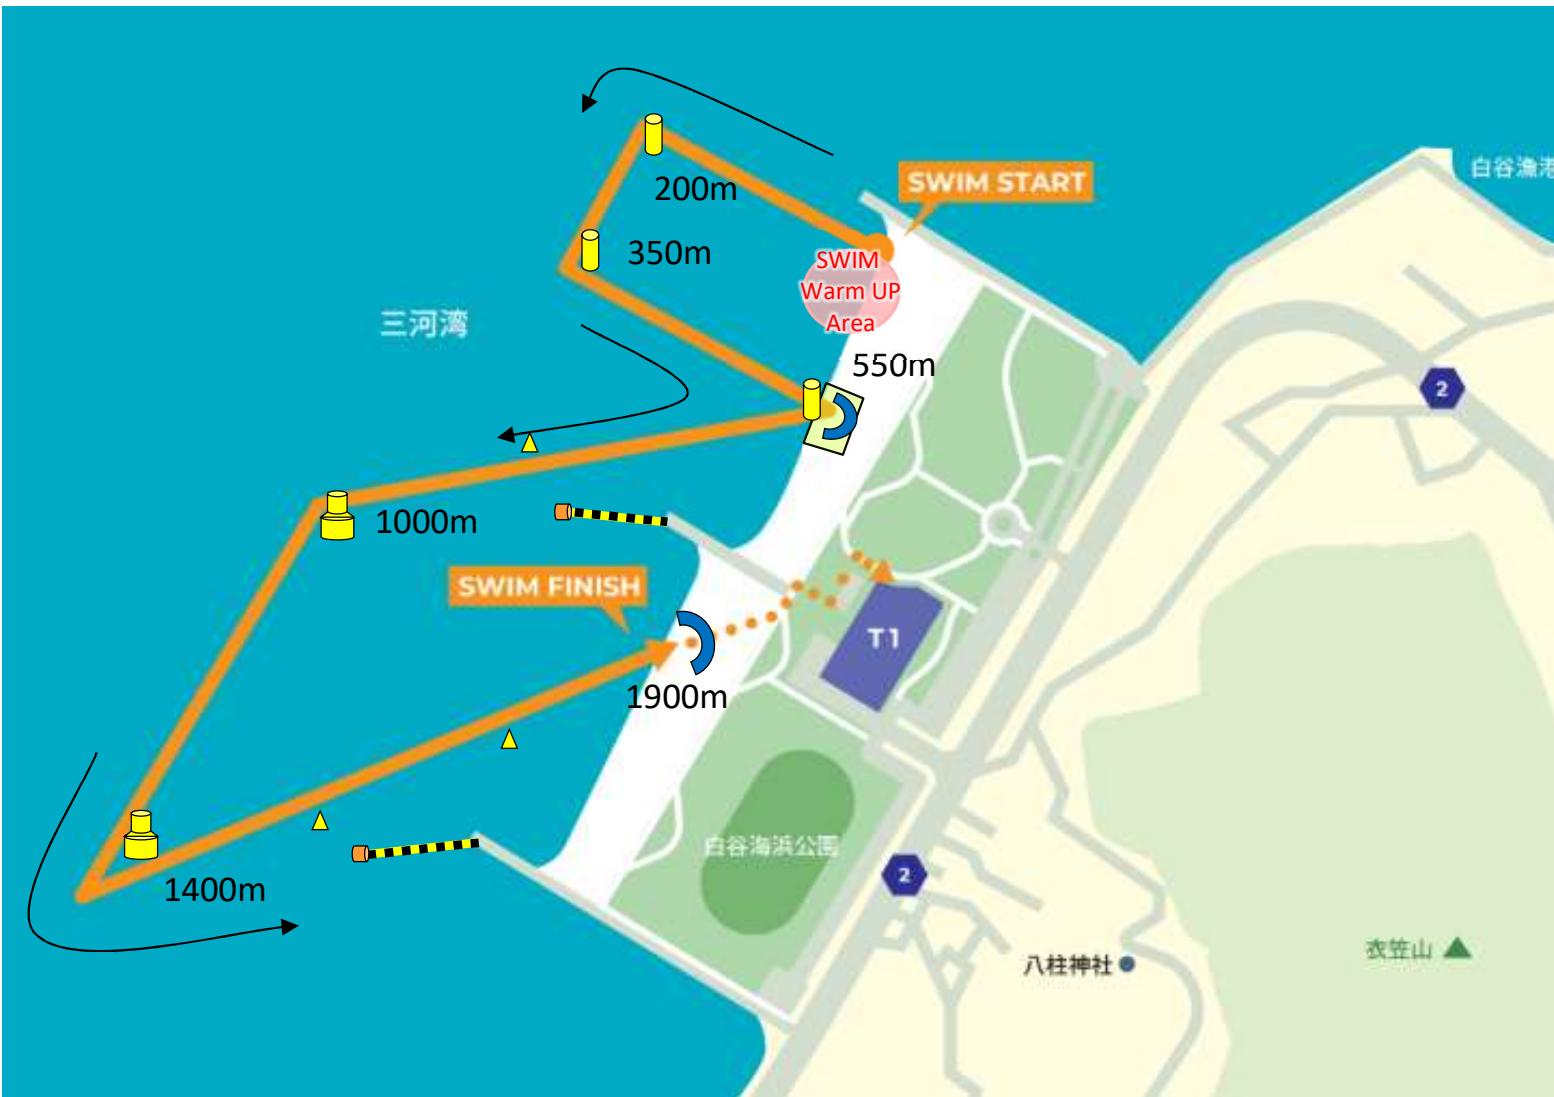 白谷漁港
SWIM START
200m
350m
SWIM
Warm UP
Area
三河湾
550m
2
1000m
SWIM FINISH
T1
1900m
白谷海浜公園
2
1400m
八柱神社
衣笠山